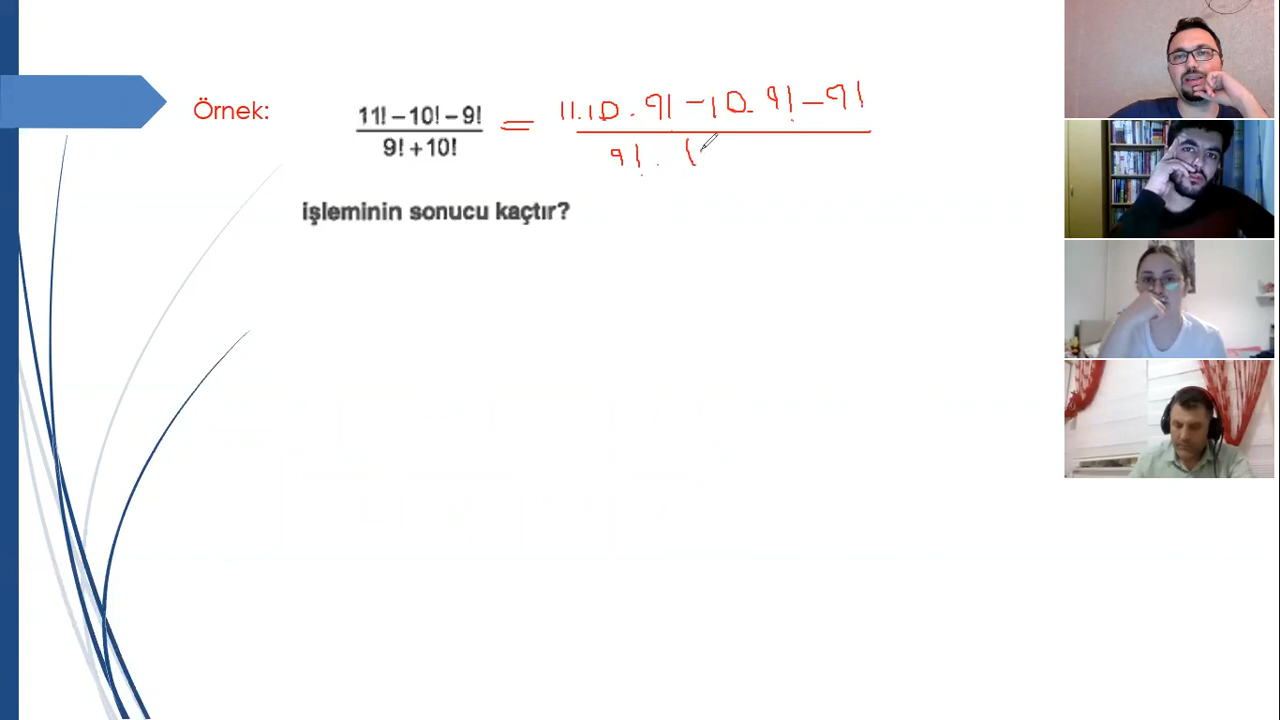 Örnek:
11! − 10! − 9!
9! + 10!
= 11.10.9! − 10.9! − 9!
9! . (
işleminin sonucu kaçtır?